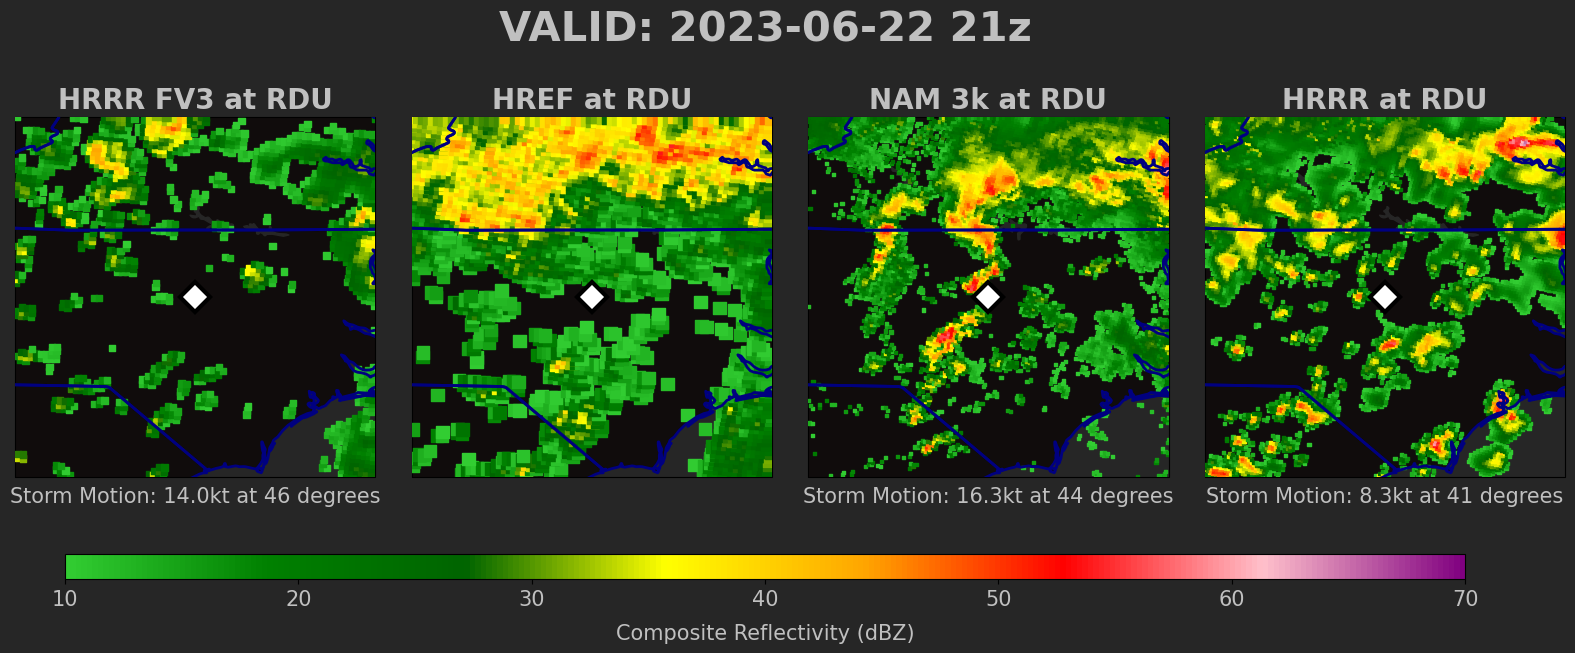 VALID: 2023-06-22 21z
HRRR FV3 at RDU
HREF at RDU
NAM 3k at RDU
HRRR at RDU
Storm Motion: 14.0kt at 46 degrees
Storm Motion: 16.3kt at 44 degrees
Storm Motion: 8.3kt at 41 degrees
10 20 30 40 50 60 70
Composite Reflectivity (dBZ)